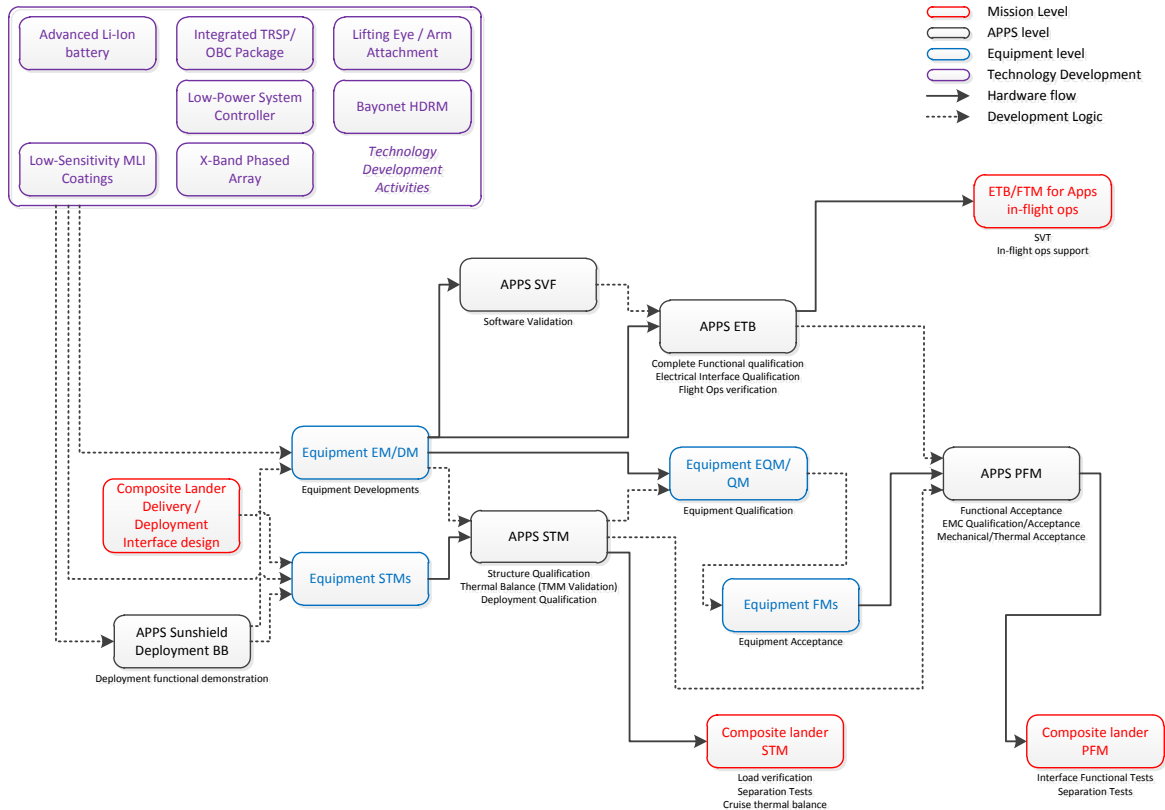 Advanced Li-Ion
battery
Integrated TRSP/
OBC Package
Lifting Eye / Arm
Attachment
Low-Power System
Controller
Bayonet HDRM
Low-Sensitivity MLI
Coatings
X-Band Phased
Array
Technology
Development
Activities
Mission Level
APPS level
Equipment level
Technology Development
Hardware flow
Development Logic
ETB/FTM for Apps
in-flight ops
SVT
In-flight ops support
APPS SVF
Software Validation
APPS ETB
Complete Functional qualification
Electrical Interface Qualification
Flight Ops verification
Equipment EM/DM
Equipment Developments
Equipment EQM/
QM
Equipment Qualification
APPS PFM
Functional Acceptance
EMC Qualification/Acceptance
Mechanical/Thermal Acceptance
Composite Lander
Delivery /
Deployment
Interface design
APPS STM
Structure Qualification
Thermal Balance (TMM Validation)
Deployment Qualification
Equipment STMs
Equipment FMs
Equipment Acceptance
APPS Sunshield
Deployment BB
Deployment functional demonstration
Composite lander
STM
Load verification
Separation Tests
Cruise thermal balance
Composite lander
PFM
Interface Functional Tests
Separation Tests